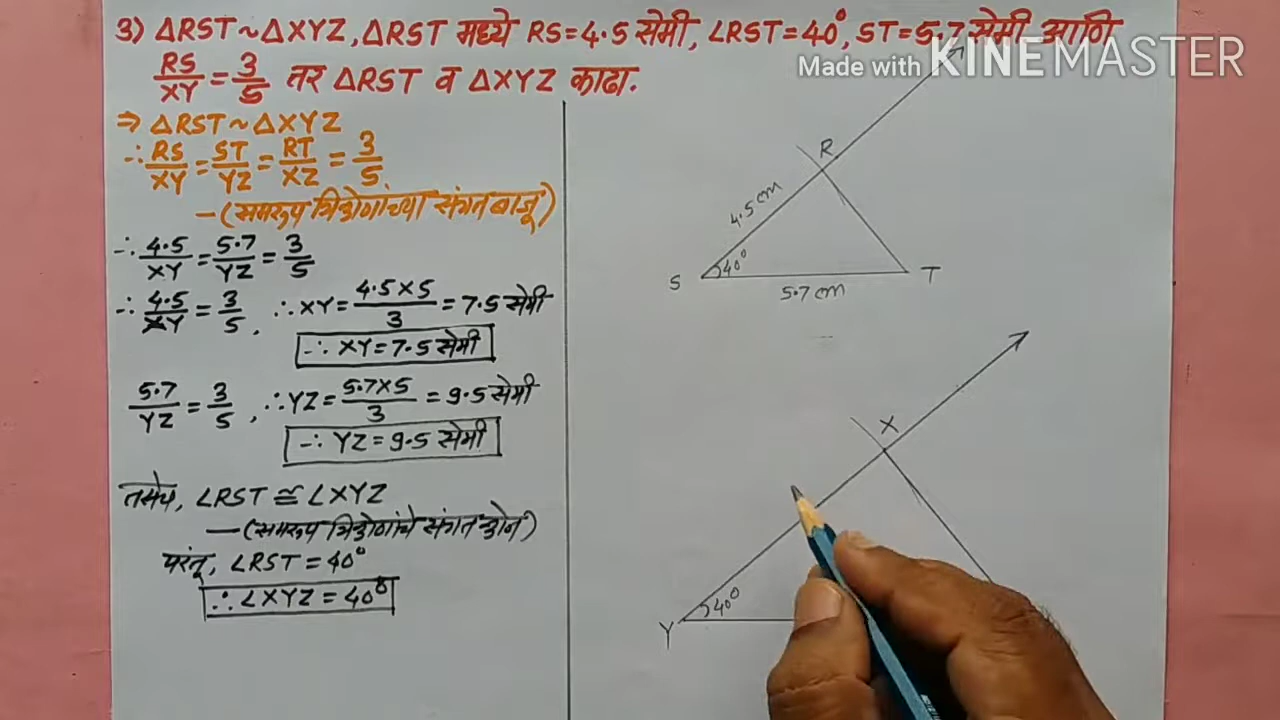 3) ΔRST ~ ΔXYZ, ΔRST मध्ये RS = 4.5 सेमी, ∠RST = 40°, ST = 5.7 सेमी आणि
RS/XY = 3/5 तर ΔRST व ΔXYZ काढा.
Made with KINEMASTER
⇒ ΔRST ~ ΔXYZ
∴ RS/XY = ST/YZ = RT/XZ = 3/5
—(समरूप त्रिकोणांच्या संगत बाजू)
∴ 4.5/XY = 5.7/YZ = 3/5
∴ 4.5/XY = 3/5, ∴ XY = 4.5×5/3 = 7.5 सेमी
∴ XY = 7.5 सेमी
5.7/YZ = 3/5, ∴ YZ = 5.7×5/3 = 9.5 सेमी
∴ YZ = 9.5 सेमी
तसेच, ∠RST ≅ ∠XYZ
—(समरूप त्रिकोणांचे संगत कोन)
परंतू, ∠RST = 40°
∴ ∠XYZ = 40°
R
4.5 cm
40°
S
T
5.7 cm
X
40°
Y